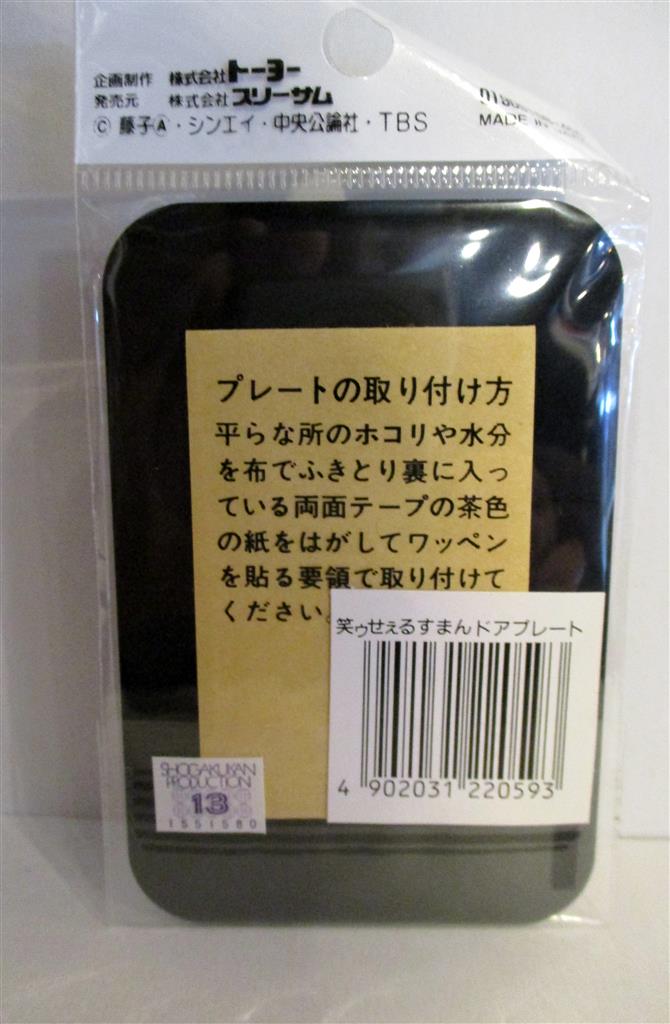 企画制作 株式会社トーヨー
発売元 株式会社スリーサム
© 藤子Ⓐ・シンエイ・中央公論社・TBS
MADE IN
プレートの取り付け方
平らな所のホコリや水分
を布でふきとり裏に入っ
ている両面テープの茶色
の紙をはがしてワッペン
を貼る要領で取り付けて
ください。
笑ゥせぇるすまんドアプレート
4 902031 220593
SHOGAKUKAN
PRODUCTION
13
1551580